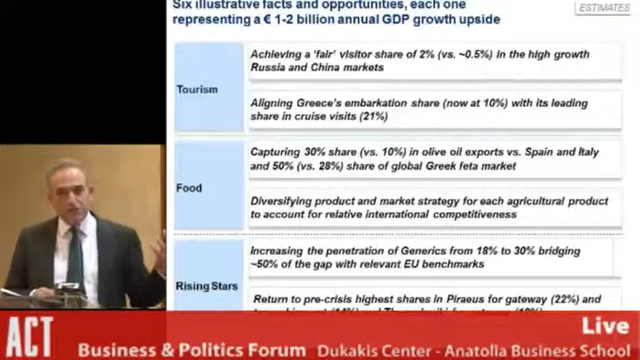 Six illustrative facts and opportunities, each one
representing a € 1-2 billion annual GDP growth upside
ESTIMATES
Tourism
Achieving a 'fair' visitor share of 2% (vs. ~0.5%) in the high growth
Russia and China markets
Aligning Greece's embarkation share (now at 10%) with its leading
share in cruise visits (21%)
Food
Capturing 30% share (vs. 10%) in olive oil exports vs. Spain and Italy
and 50% (vs. 28%) share of global Greek feta market
Diversifying product and market strategy for each agricultural product
to account for relative international competitiveness
Rising Stars
Increasing the penetration of Generics from 18% to 30% bridging
~50% of the gap with relevant EU benchmarks
Return to pre-crisis highest shares in Piraeus for gateway (22%) and
Live
ACT
Business & Politics Forum Dukakis Center - Anatolia Business School